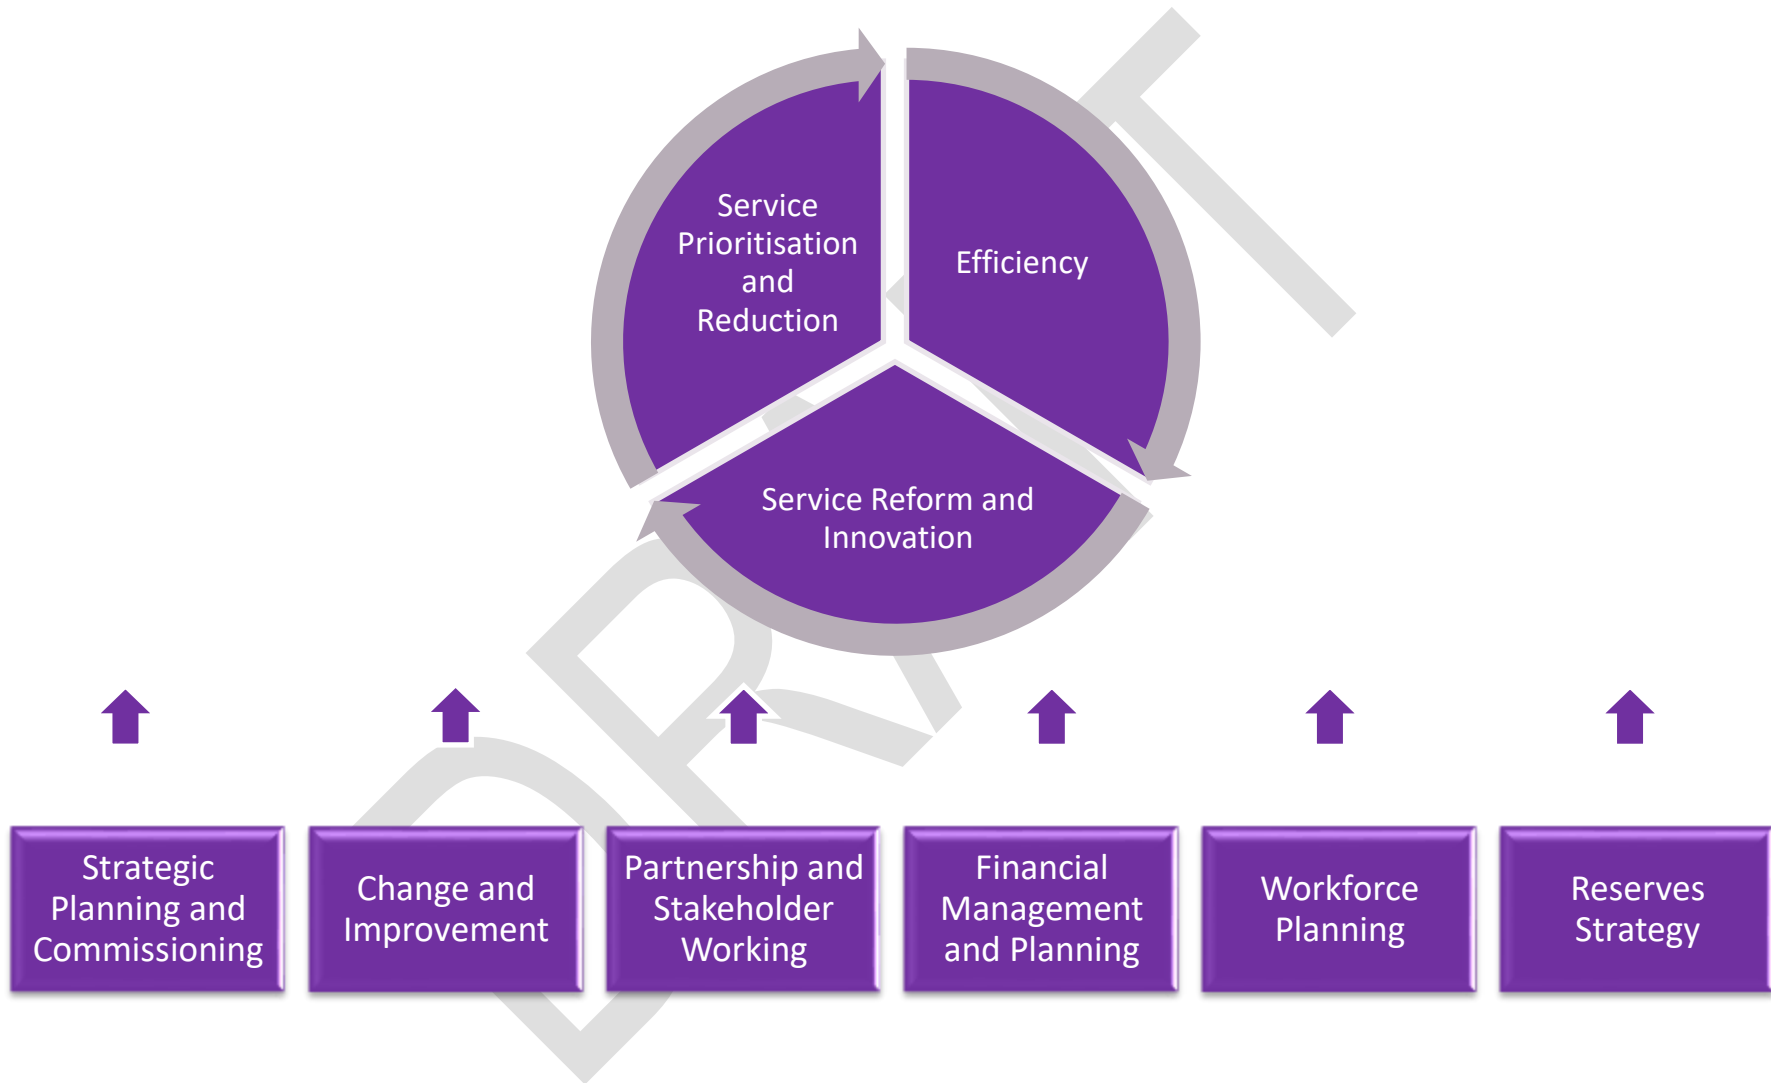 Service
Prioritisation
and
Reduction
Efficiency
Service Reform and
Innovation
Strategic
Planning and
Commissioning
Change and
Improvement
Partnership and
Stakeholder
Working
Financial
Management
and Planning
Workforce
Planning
Reserves
Strategy
DRAFT